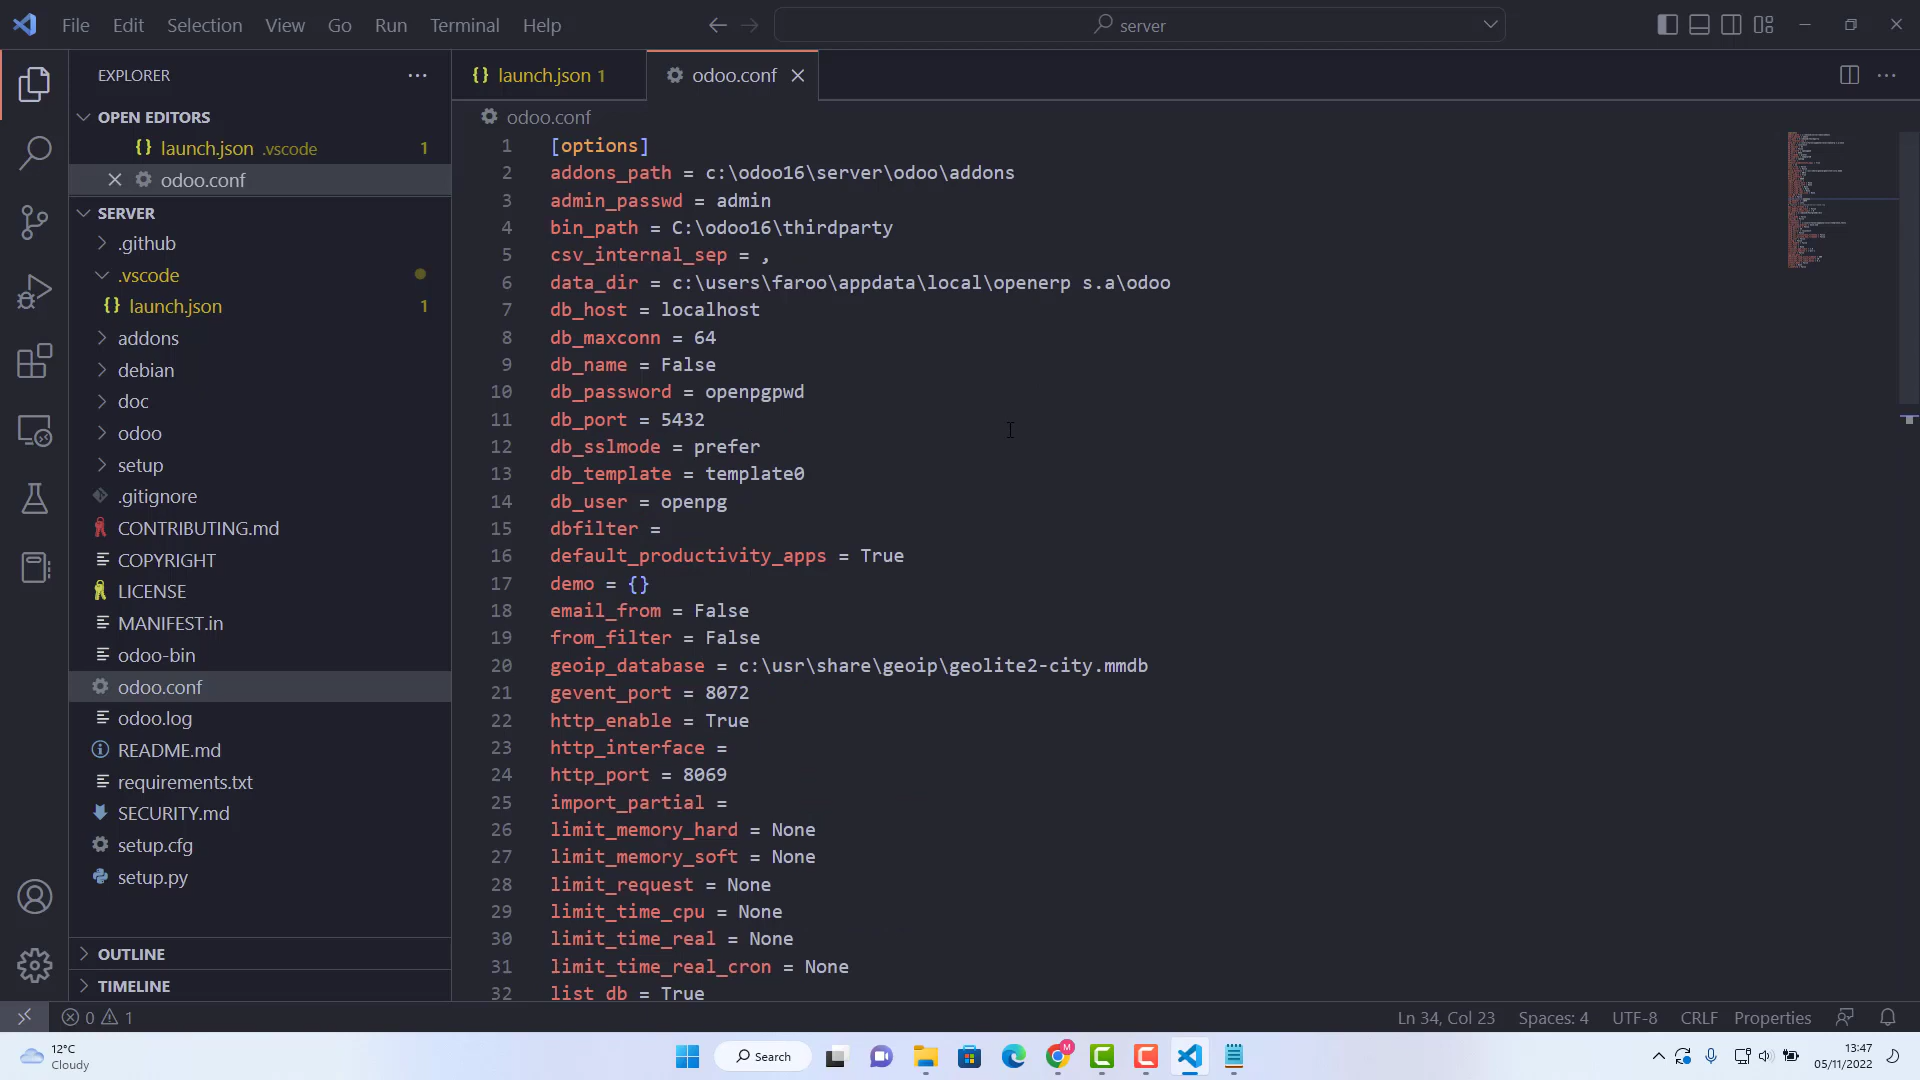 File Edit Selection View Go Run Terminal Help
server
EXPLORER
OPEN EDITORS
launch.json .vscode 1
odoo.conf
SERVER
.github
.vscode
launch.json 1
addons
debian
doc
odoo
setup
.gitignore
CONTRIBUTING.md
COPYRIGHT
LICENSE
MANIFEST.in
odoo-bin
odoo.conf
odoo.log
README.md
requirements.txt
SECURITY.md
setup.cfg
setup.py
OUTLINE
TIMELINE
launch.json 1
odoo.conf
odoo.conf
1 [options]
2 addons_path = c:\odoo16\server\odoo\addons
3 admin_passwd = admin
4 bin_path = C:\odoo16\thirdparty
5 csv_internal_sep = ,
6 data_dir = c:\users\faroo\appdata\local\openerp s.a\odoo
7 db_host = localhost
8 db_maxconn = 64
9 db_name = False
10 db_password = openpgpwd
11 db_port = 5432
12 db_sslmode = prefer
13 db_template = template0
14 db_user = openpg
15 dbfilter =
16 default_productivity_apps = True
17 demo = {}
18 email_from = False
19 from_filter = False
20 geoip_database = c:\usr\share\geoip\geolite2-city.mmdb
21 gevent_port = 8072
22 http_enable = True
23 http_interface =
24 http_port = 8069
25 import_partial =
26 limit_memory_hard = None
27 limit_memory_soft = None
28 limit_request = None
29 limit_time_cpu = None
30 limit_time_real = None
31 limit_time_real_cron = None
32 list_db = True
0 1
Ln 34, Col 23 Spaces: 4 UTF-8 CRLF Properties
12°C
Cloudy
Search
M
13:47
05/11/2022